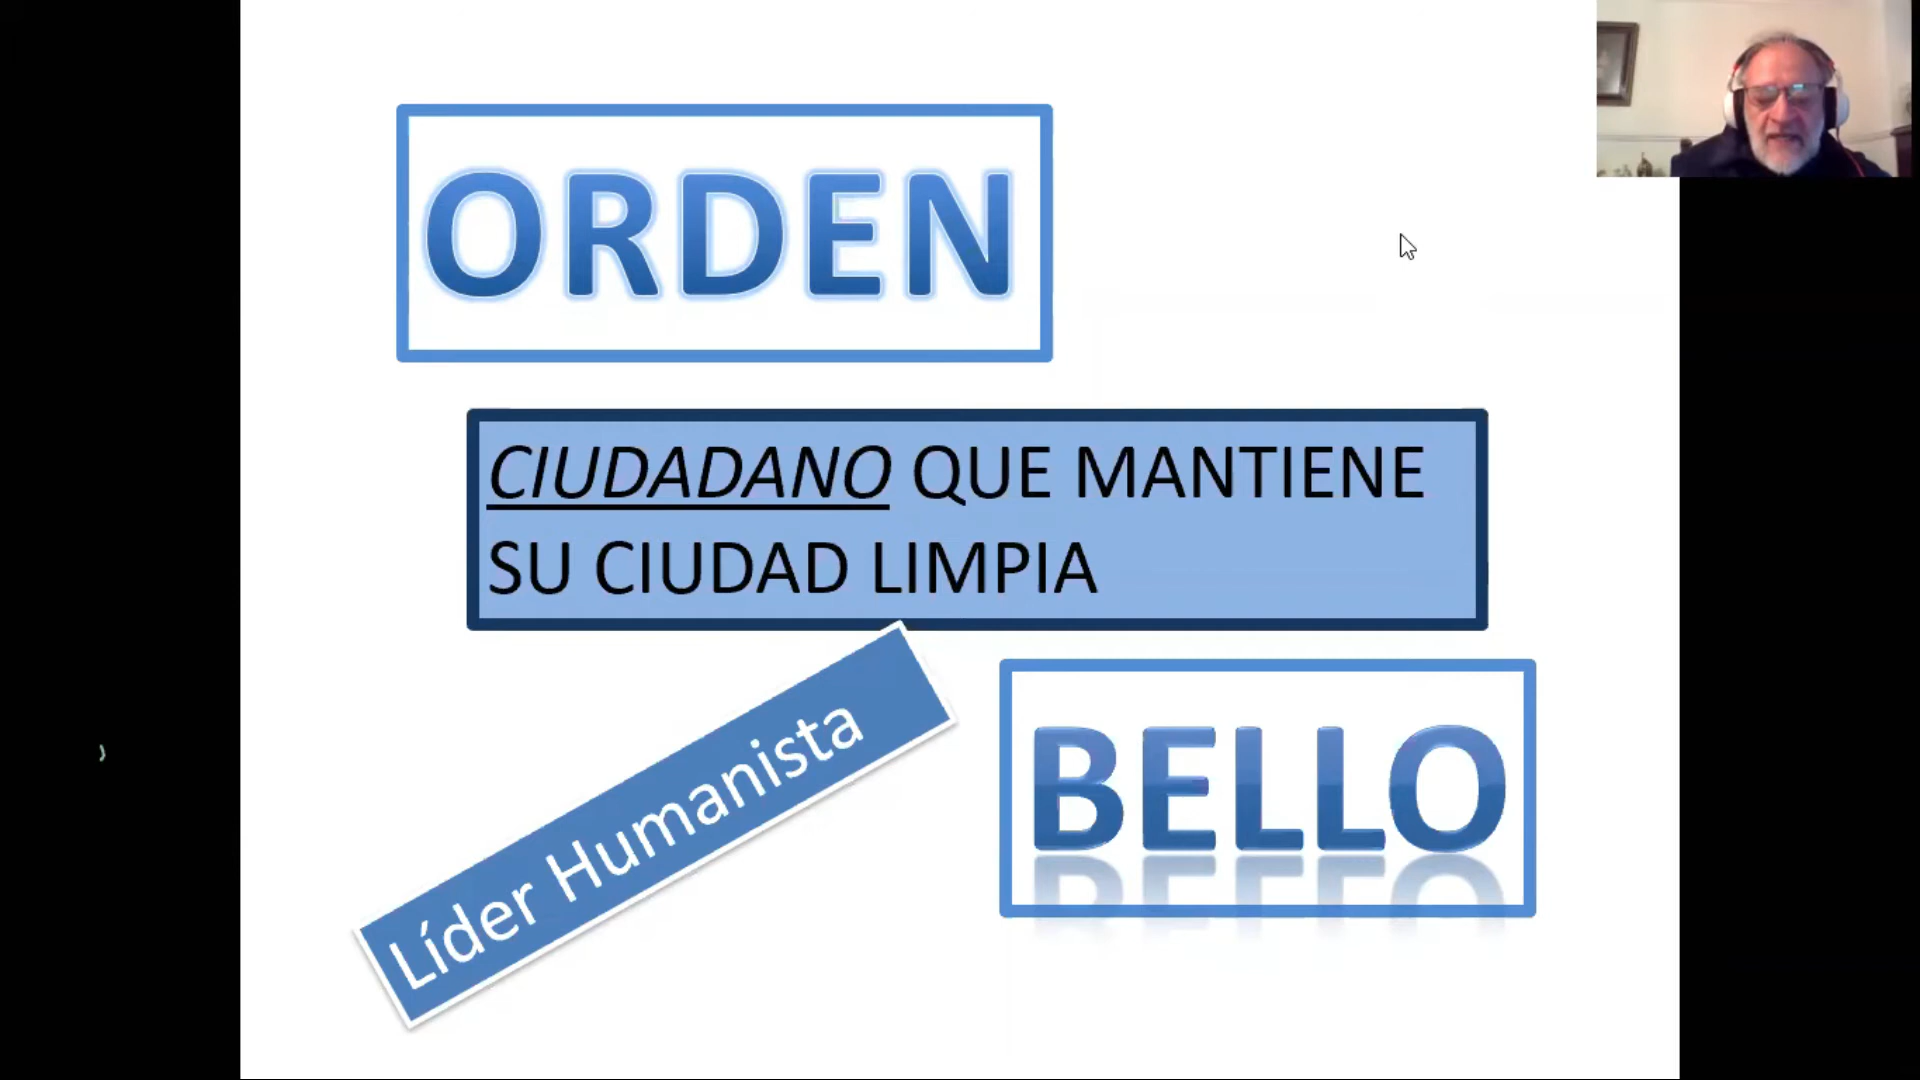 ORDEN
CIUDADANO QUE MANTIENE
SU CIUDAD LIMPIA
Líder Humanista
BELLO